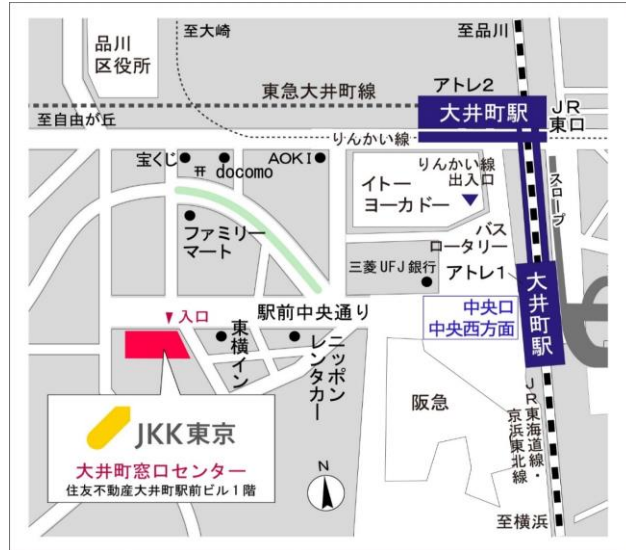 至大崎
至品川
品川
区役所
アトレ2
東急大井町線
大井町駅
JR
東口
至自由が丘
りんかい線
宝くじ
docomo
AOKI
りんかい線
出入口
イトー
ヨーカドー
スロープ
ファミリー
マート
バス
ロータリー
三菱UFJ銀行
アトレ1
大井町駅
入口
駅前中央通り
中央口
中央西方面
東横イン
ニッポン
レンタカー
阪急
JR東海道線・
京浜東北線
JKK東京
大井町窓口センター
住友不動産大井町駅前ビル1階
N
至横浜